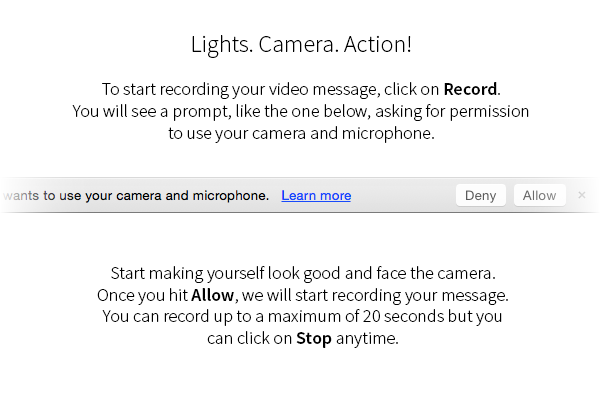 Lights. Camera. Action!
To start recording your video message, click on Record.
You will see a prompt, like the one below, asking for permission
to use your camera and microphone.
wants to use your camera and microphone. Learn more Deny Allow ×
Start making yourself look good and face the camera.
Once you hit Allow, we will start recording your message.
You can record up to a maximum of 20 seconds but you
can click on Stop anytime.